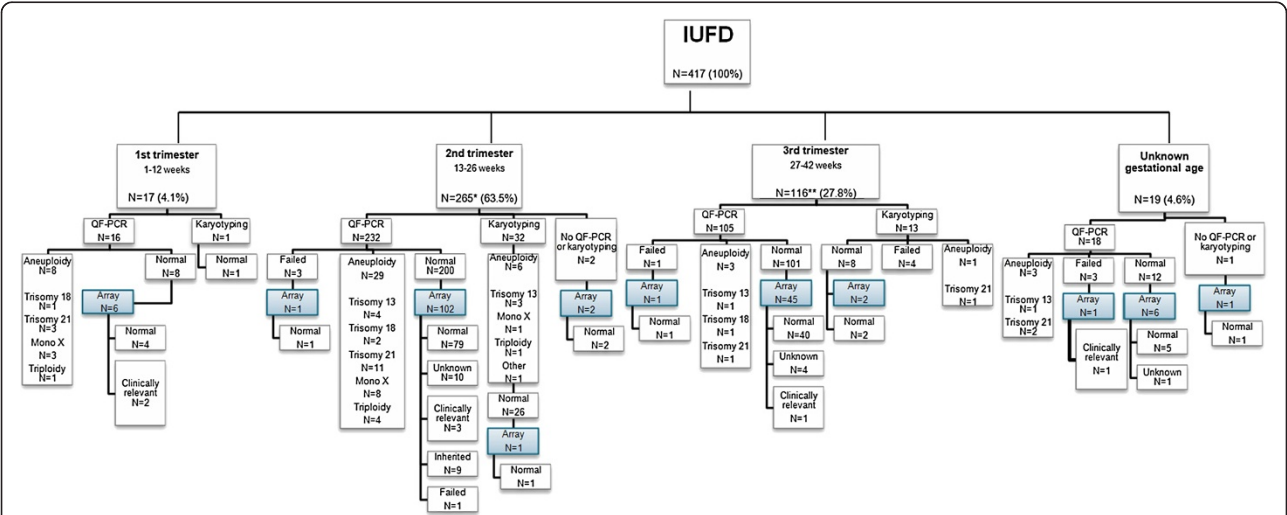 IUFD
N=417 (100%)
1st trimester
1-12 weeks
N=17 (4.1%)
QF-PCR
N=16
Karyotyping
N=1
Aneuploidy
N=8
Trisomy 18
N=1
Trisomy 21
N=3
Mono X
N=3
Triploidy
N=1
Normal
N=8
Array
N=6
Normal
N=4
Clinically
relevant
N=2
Normal
N=1
2nd trimester
13-26 weeks
N=265* (63.5%)
QF-PCR
N=232
Karyotyping
N=32
No QF-PCR
or karyotyping
N=2
Failed
N=3
Array
N=1
Normal
N=1
Aneuploidy
N=29
Trisomy 13
N=4
Trisomy 18
N=2
Trisomy 21
N=11
Mono X
N=8
Triploidy
N=4
Normal
N=200
Array
N=102
Normal
N=79
Unknown
N=10
Clinically
relevant
N=3
Inherited
N=9
Failed
N=1
Aneuploidy
N=6
Trisomy 13
N=3
Mono X
N=1
Triploidy
N=1
Other
N=1
Normal
N=26
Array
N=1
Normal
N=1
Array
N=2
Normal
N=2
3rd trimester
27-42 weeks
N=116** (27.8%)
QF-PCR
N=105
Karyotyping
N=13
Failed
N=1
Array
N=1
Normal
N=1
Aneuploidy
N=3
Trisomy 13
N=1
Trisomy 18
N=1
Trisomy 21
N=1
Normal
N=101
Array
N=45
Normal
N=40
Unknown
N=4
Clinically
relevant
N=1
Normal
N=8
Array
N=2
Normal
N=2
Failed
N=4
Aneuploidy
N=1
Trisomy 21
N=1
Unknown
gestational age
N=19 (4.6%)
QF-PCR
N=18
No QF-PCR or
karyotyping
N=1
Aneuploidy
N=3
Trisomy 13
N=1
Trisomy 21
N=2
Failed
N=3
Array
N=1
Clinically
relevant
N=1
Normal
N=12
Array
N=6
Normal
N=5
Unknown
N=1
Array
N=1
Normal
N=1